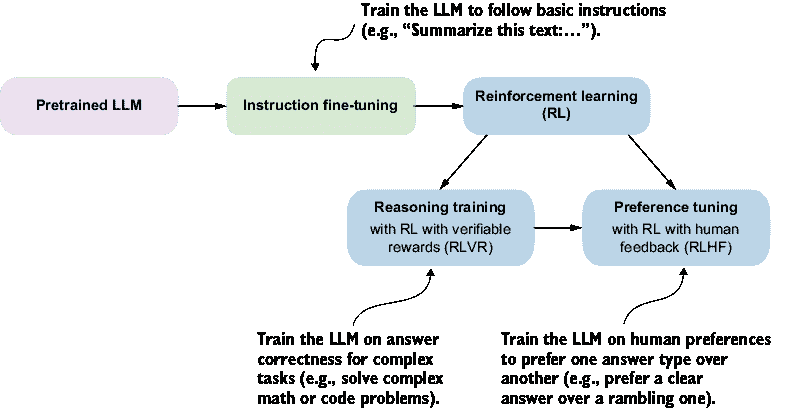 Train the LLM to follow basic instructions
(e.g., “Summarize this text:...”).
Pretrained LLM
Instruction fine-tuning
Reinforcement learning
(RL)
Reasoning training
with RL with verifiable
rewards (RLVR)
Preference tuning
with RL with human
feedback (RLHF)
Train the LLM on answer
correctness for complex
tasks (e.g., solve complex
math or code problems).
Train the LLM on human preferences
to prefer one answer type over
another (e.g., prefer a clear
answer over a rambling one).